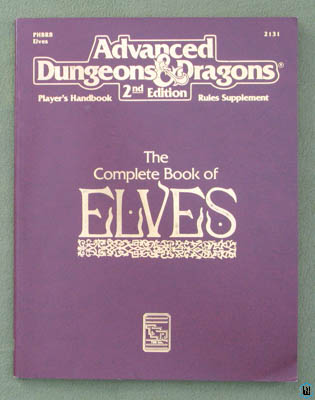 PHBR8
Elves
2131
Advanced
Dungeons & Dragons®
2nd Edition
Player's Handbook
Rules Supplement
The
Complete Book of
ELVES